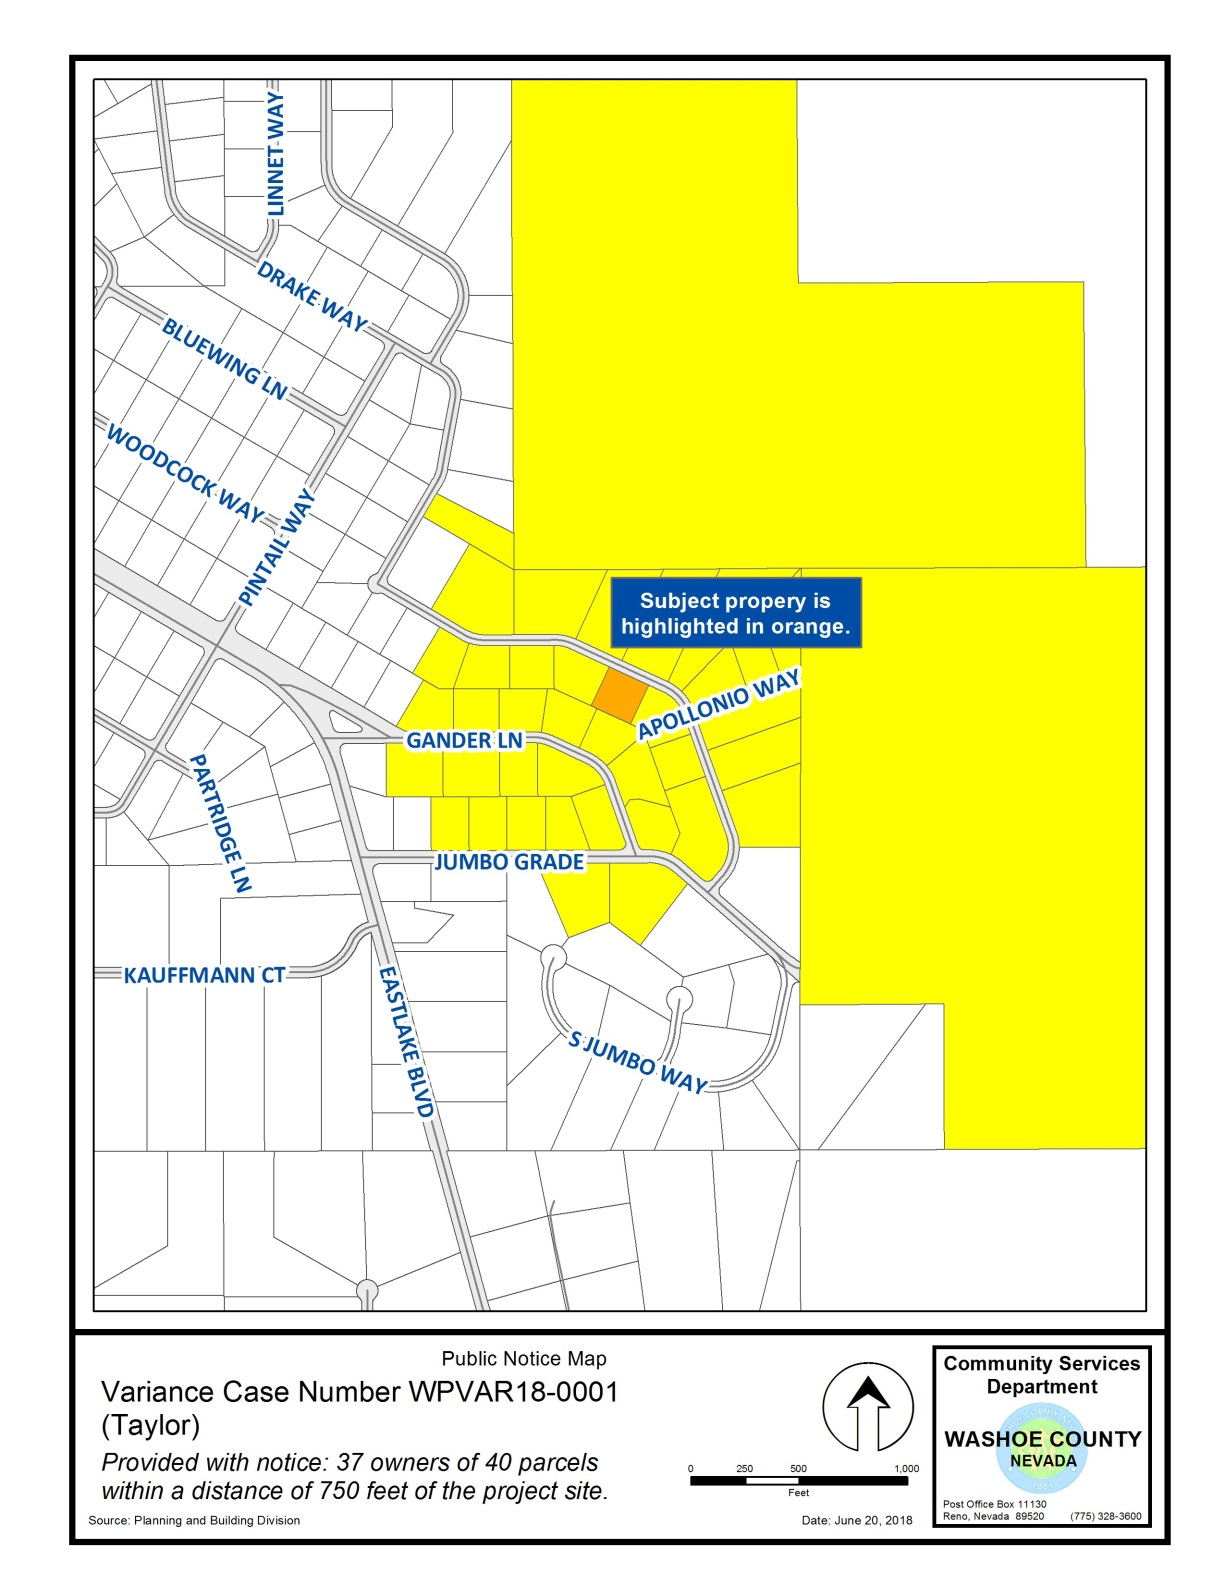 LINNET WAY
DRAKE WAY
BLUEWING LN
WOODCOCK WAY
PINTAIL WAY
Subject propery is
highlighted in orange.
APOLLONIO WAY
GANDER LN
PARTRIDGE LN
JUMBO GRADE
KAUFFMANN CT
EASTLAKE BLVD
S JUMBO WAY
Public Notice Map
Variance Case Number WPVAR18-0001
(Taylor)
Provided with notice: 37 owners of 40 parcels
within a distance of 750 feet of the project site.
Source: Planning and Building Division
0 250 500 1,000
Feet
Date: June 20, 2018
Community Services
Department
WASHOE COUNTY
NEVADA
1861
Post Office Box 11130
Reno, Nevada 89520 (775) 328-3600